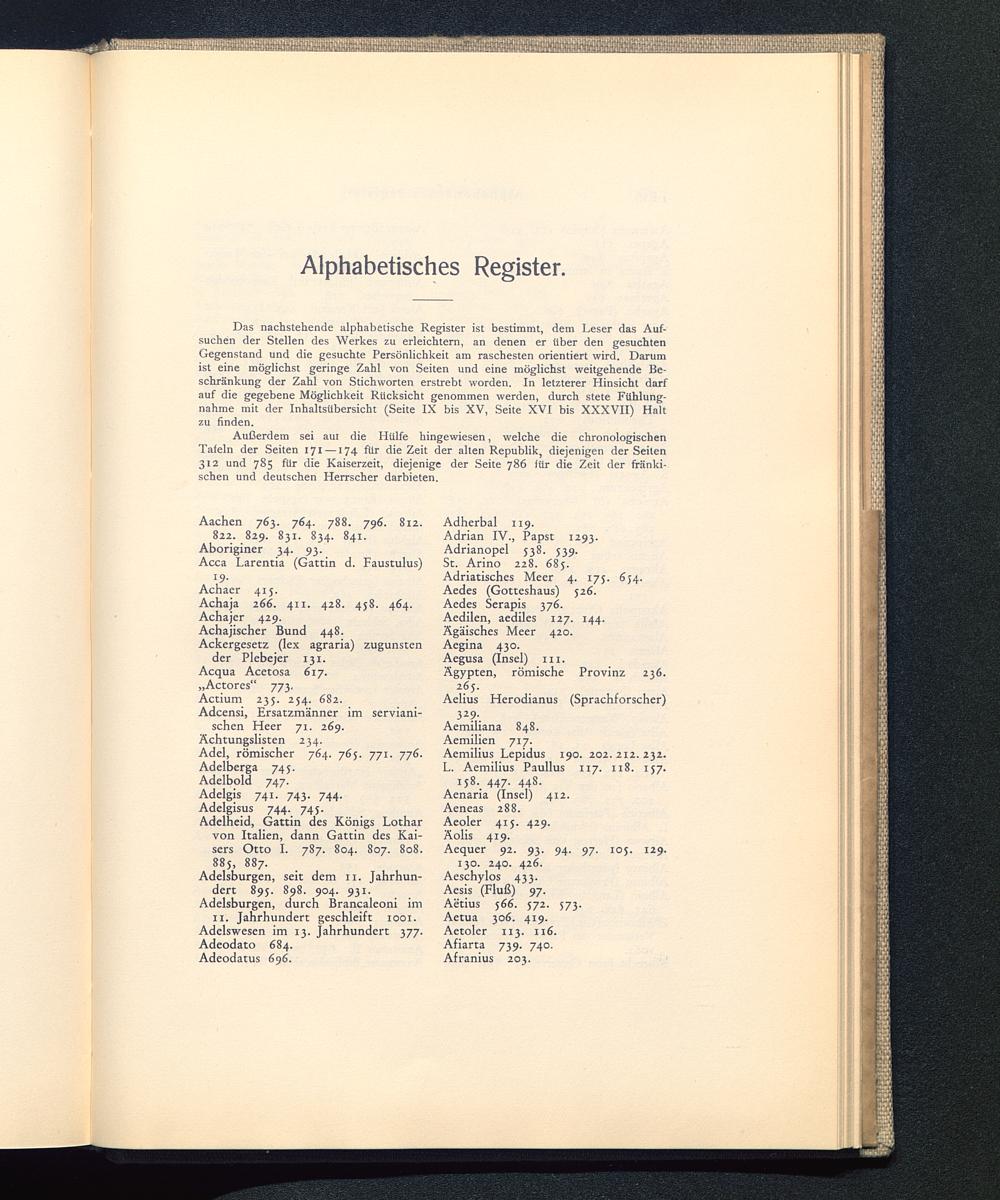 Alphabetisches Register.
Das nachstehende alphabetische Register ist bestimmt, dem Leser das Auf-
suchen der Stellen des Werkes zu erleichtern, an denen er über den gesuchten
Gegenstand und die gesuchte Persönlichkeit am raschesten orientiert wird. Darum
ist eine möglichst geringe Zahl von Seiten und eine möglichst weitgehende Be-
schränkung der Zahl von Stichworten erstrebt worden. In letzterer Hinsicht darf
auf die gegebene Möglichkeit Rücksicht genommen werden, durch stete Fühlung-
nahme mit der Inhaltsübersicht (Seite IX bis XV, Seite XVI bis XXXVII) Halt
zu finden.
Außerdem sei auf die Hülfe hingewiesen, welche die chronologischen
Tafeln der Seiten 171—174 für die Zeit der alten Republik, diejenigen der Seiten
312 und 785 für die Kaiserzeit, diejenige der Seite 786 für die Zeit der fränki-
schen und deutschen Herrscher darbieten.
Aachen 763. 764. 788. 796. 812.
822. 829. 831. 834. 841.
Aboriginer 34. 93.
Acca Larentia (Gattin d. Faustulus)
19.
Achaer 415.
Achaja 266. 411. 428. 458. 464.
Achajer 429.
Achajischer Bund 448.
Ackergesetz (lex agraria) zugunsten
der Plebejer 131.
Acqua Acetosa 617.
„Actores“ 773.
Actium 235. 254. 682.
Adcensi, Ersatzmänner im serviani-
schen Heer 71. 269.
Ächtungslisten 234.
Adel, römischer 764. 765. 771. 776.
Adelberga 745.
Adelbold 747.
Adelgis 741. 743. 744.
Adelgisus 744. 745.
Adelheid, Gattin des Königs Lothar
von Italien, dann Gattin des Kai-
sers Otto I. 787. 804. 807. 808.
885, 887.
Adelsburgen, seit dem 11. Jahrhun-
dert 895. 898. 904. 931.
Adelsburgen, durch Brancaleoni im
11. Jahrhundert geschleift 1001.
Adelswesen im 13. Jahrhundert 377.
Adeodato 684.
Adeodatus 696.
Adherbal 119.
Adrian IV., Papst 1293.
Adrianopel 538. 539.
St. Arino 228. 685.
Adriatisches Meer 4. 175. 654.
Aedes (Gotteshaus) 526.
Aedes Serapis 376.
Aedilen, aediles 127. 144.
Ägäisches Meer 420.
Aegina 430.
Aegusa (Insel) 111.
Ägypten, römische Provinz 236.
265.
Aelius Herodianus (Sprachforscher)
329.
Aemiliana 848.
Aemilien 717.
Aemilius Lepidus 190. 202. 212. 232.
L. Aemilius Paullus 117. 118. 157.
158. 447. 448.
Aenaria (Insel) 412.
Aeneas 288.
Aeoler 415. 429.
Äolis 419.
Aequer 92. 93. 94. 97. 105. 129.
130. 240. 426.
Aeschylos 433.
Aesis (Fluß) 97.
Aëtius 566. 572. 573.
Aetua 306. 419.
Aetoler 113. 116.
Afiarta 739. 740.
Afranius 203.